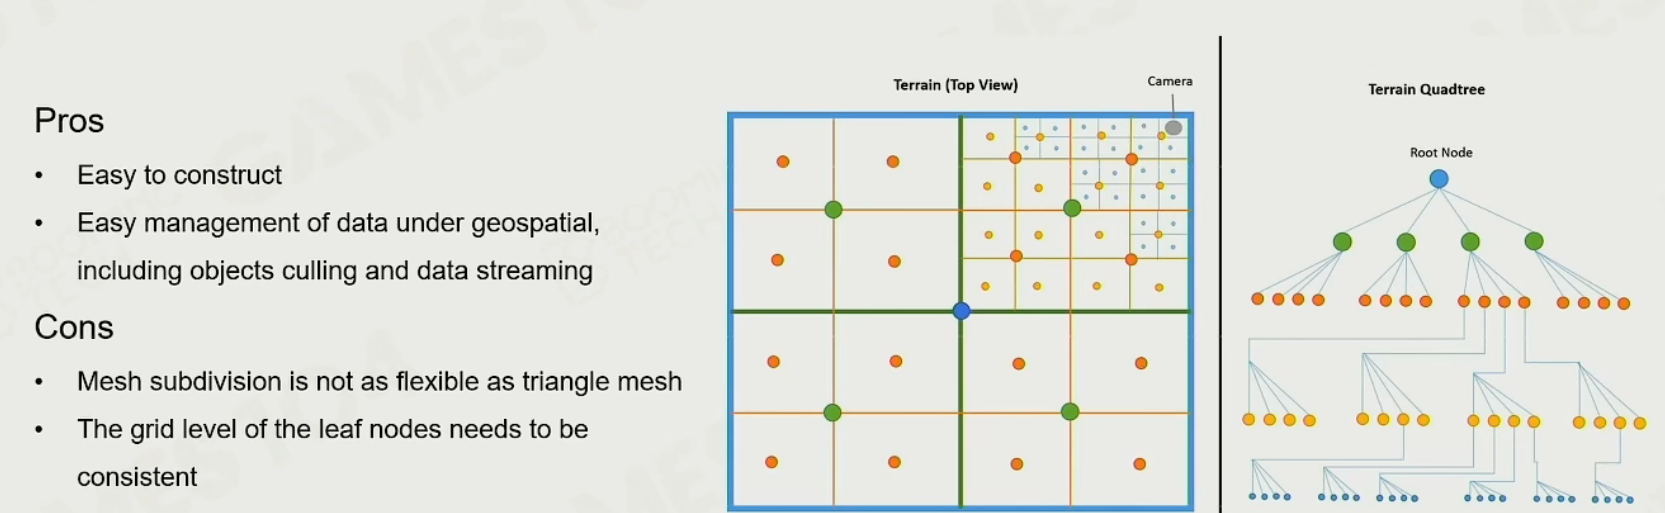 Pros
• Easy to construct
• Easy management of data under geospatial,
including objects culling and data streaming
Cons
• Mesh subdivision is not as flexible as triangle mesh
• The grid level of the leaf nodes needs to be
consistent
Terrain (Top View)
Camera
Terrain Quadtree
Root Node